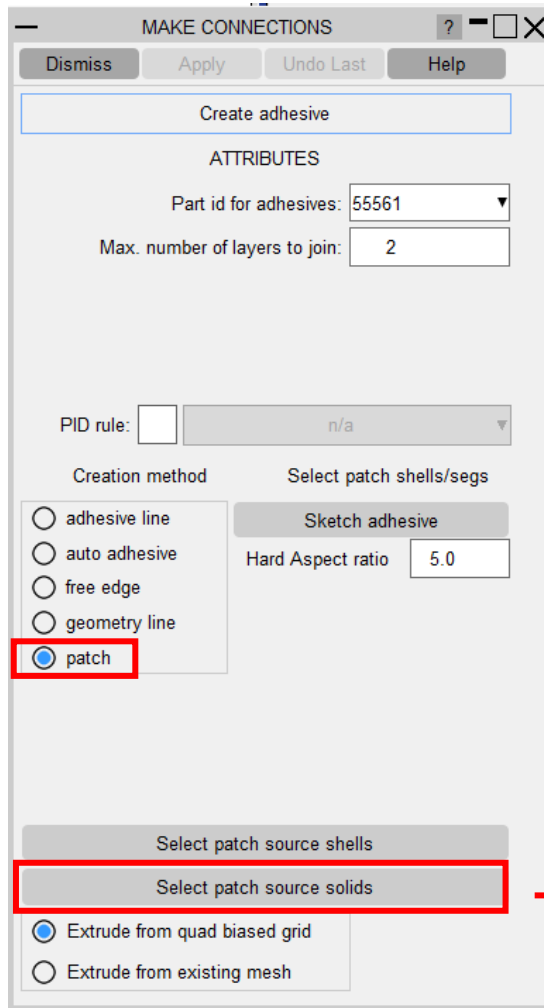 MAKE CONNECTIONS ?
Dismiss Apply Undo Last Help
Create adhesive
ATTRIBUTES
Part id for adhesives: 55561
Max. number of layers to join: 2
PID rule: n/a
Creation method Select patch shells/segs
adhesive line Sketch adhesive
auto adhesive Hard Aspect ratio 5.0
free edge
geometry line
patch
Select patch source shells
Select patch source solids
Extrude from quad biased grid
Extrude from existing mesh